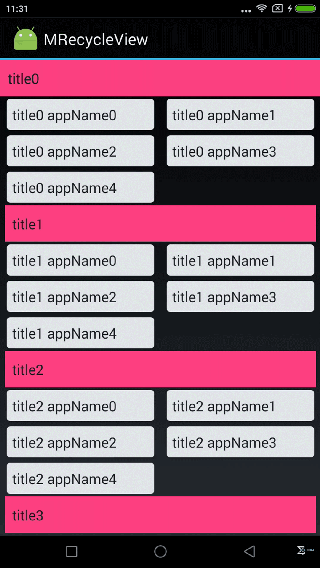 11:31
MRecycleView
title0
title0 appName0 title0 appName1
title0 appName2 title0 appName3
title0 appName4
title1
title1 appName0 title1 appName1
title1 appName2 title1 appName3
title1 appName4
title2
title2 appName0 title2 appName1
title2 appName2 title2 appName3
title2 appName4
title3